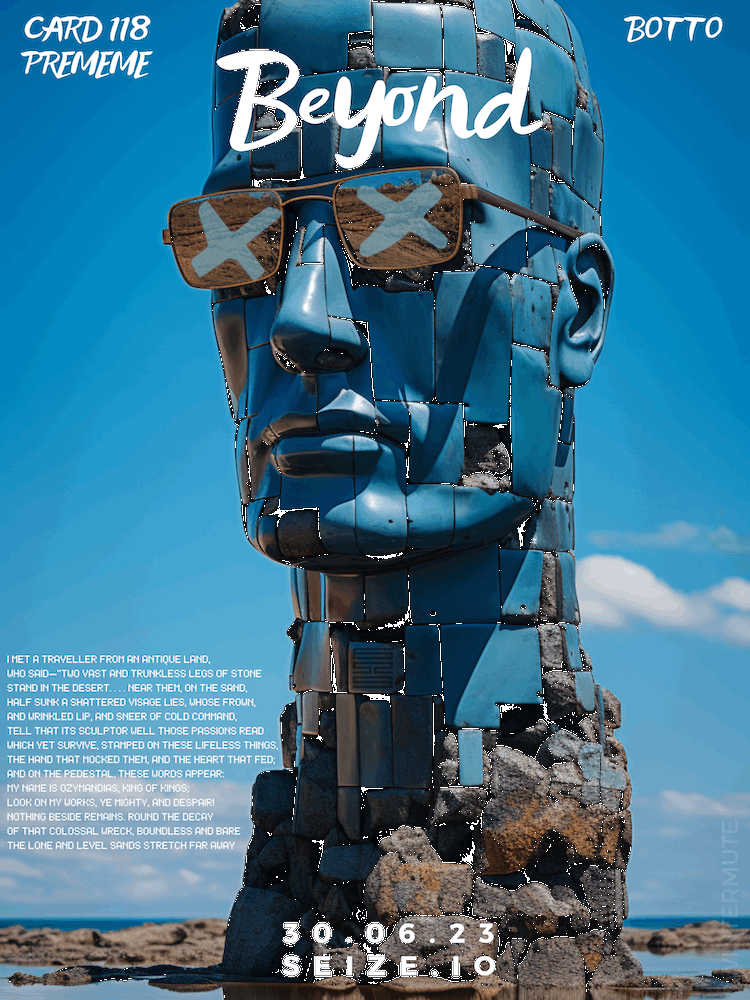 CARD 118
PREMEME
BOTTO
Beyond
I MET A TRAVELLER FROM AN ANTIQUE LAND,
WHO SAID—"TWO VAST AND TRUNKLESS LEGS OF STONE
STAND IN THE DESERT. . . . NEAR THEM, ON THE SAND,
HALF SUNK A SHATTERED VISAGE LIES, WHOSE FROWN,
AND WRINKLED LIP, AND SNEER OF COLD COMMAND,
TELL THAT ITS SCULPTOR WELL THOSE PASSIONS READ
WHICH YET SURVIVE, STAMPED ON THESE LIFELESS THINGS,
THE HAND THAT MOCKED THEM, AND THE HEART THAT FED;
AND ON THE PEDESTAL, THESE WORDS APPEAR:
MY NAME IS OZYMANDIAS, KING OF KINGS;
LOOK ON MY WORKS, YE MIGHTY, AND DESPAIR!
NOTHING BESIDE REMAINS. ROUND THE DECAY
OF THAT COLOSSAL WRECK, BOUNDLESS AND BARE
THE LONE AND LEVEL SANDS STRETCH FAR AWAY
WINTERMUTE
30.06.23
SEIZE.IO